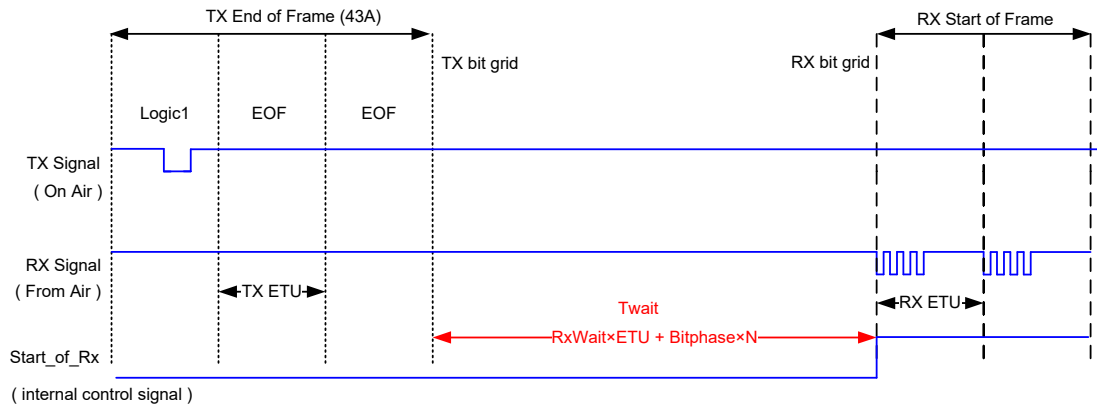 TX End of Frame (43A)
RX Start of Frame
TX bit grid
RX bit grid
Logic1
EOF
EOF
TX Signal
( On Air )
RX Signal
( From Air )
TX ETU
RX ETU
Twait
RxWait×ETU + Bitphase×N
Start_of_Rx
( internal control signal )